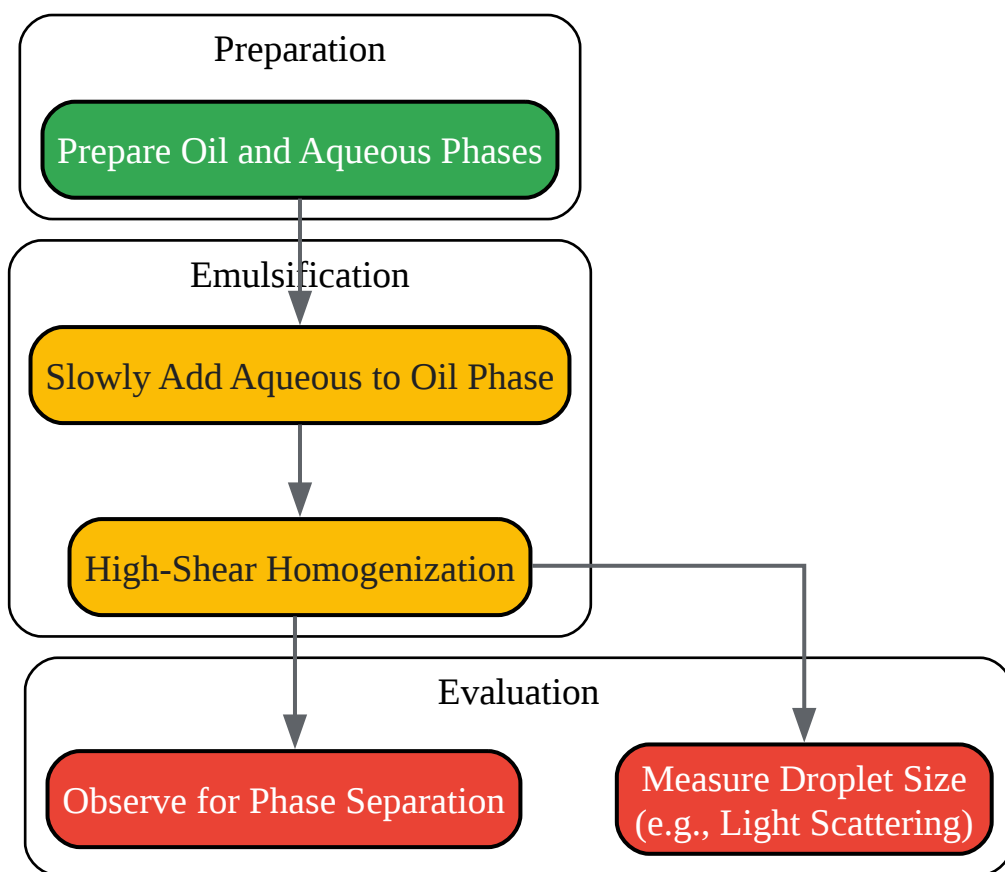 Preparation
Prepare Oil and Aqueous Phases
Emulsification
Slowly Add Aqueous to Oil Phase
High-Shear Homogenization
Evaluation
Observe for Phase Separation
Measure Droplet Size
(e.g., Light Scattering)